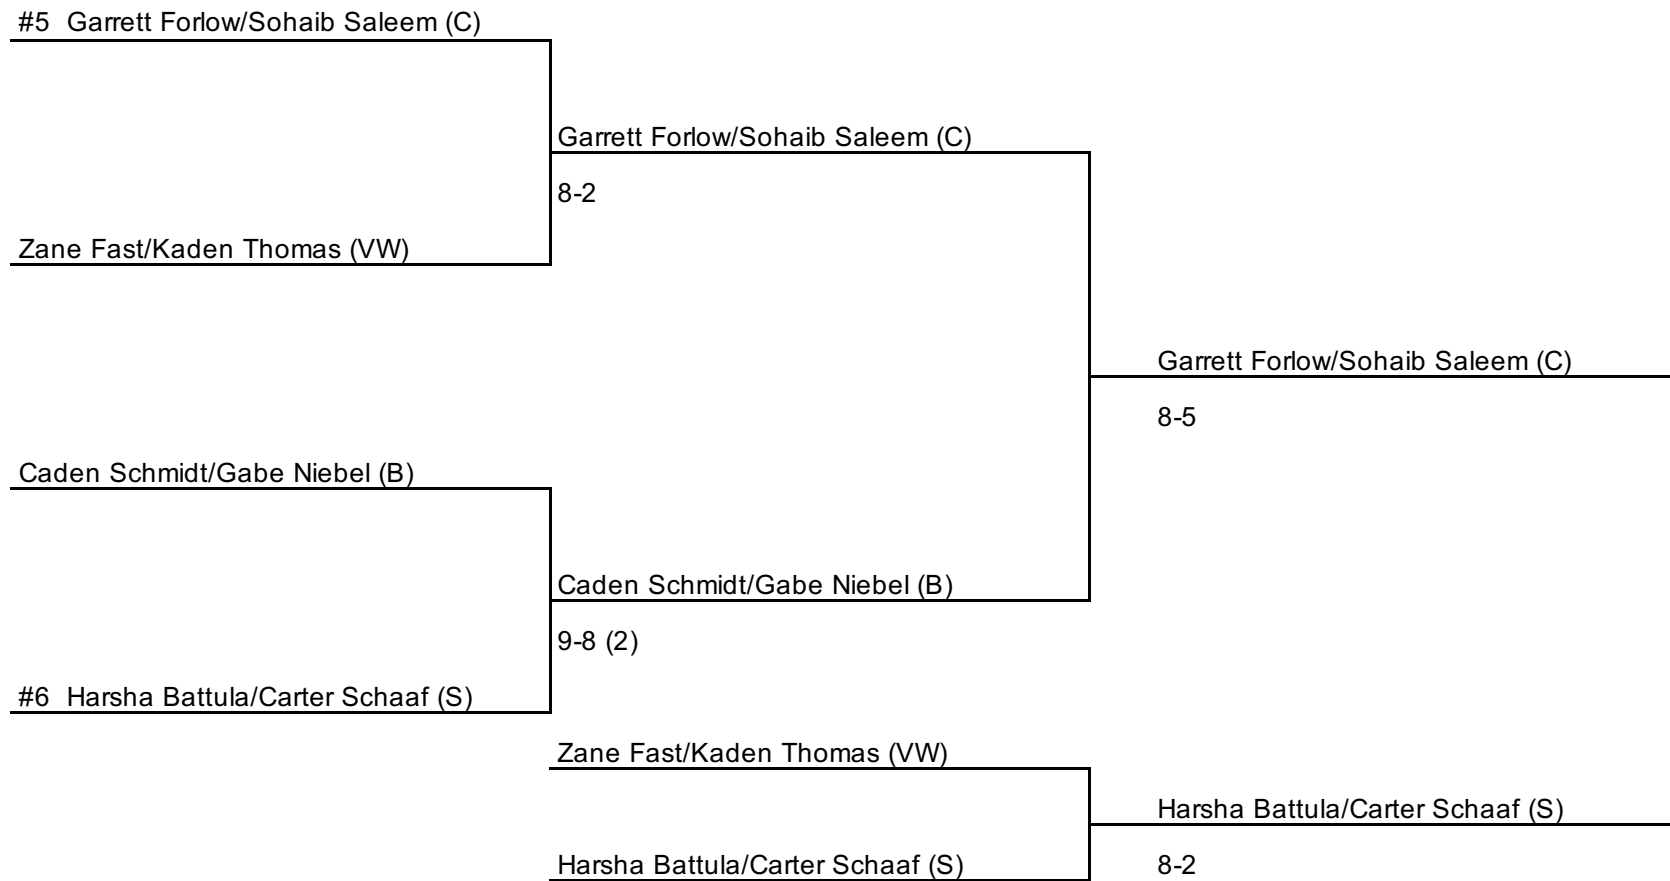 #5 Garrett Forlow/Sohaib Saleem (C)
Garrett Forlow/Sohaib Saleem (C)
8-2
Zane Fast/Kaden Thomas (VW)
Garrett Forlow/Sohaib Saleem (C)
8-5
Caden Schmidt/Gabe Niebel (B)
Caden Schmidt/Gabe Niebel (B)
9-8 (2)
#6 Harsha Battula/Carter Schaaf (S)
Zane Fast/Kaden Thomas (VW)
Harsha Battula/Carter Schaaf (S)
Harsha Battula/Carter Schaaf (S)
8-2